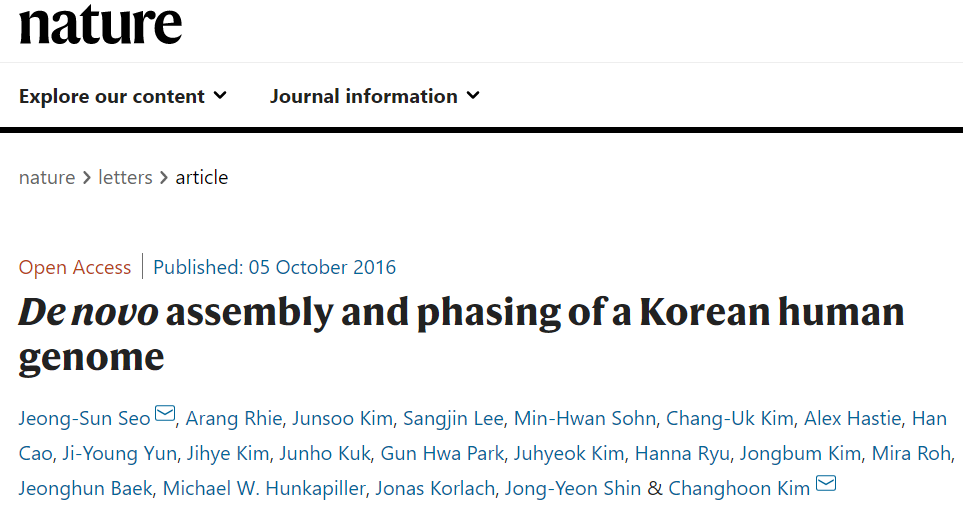 nature
Explore our content Journal information
nature > letters > article
Open Access | Published: 05 October 2016
De novo assembly and phasing of a Korean human
genome
Jeong-Sun Seo, Arang Rhie, Junsoo Kim, Sangjin Lee, Min-Hwan Sohn, Chang-Uk Kim, Alex Hastie, Han
Cao, Ji-Young Yun, Jihye Kim, Junho Kuk, Gun Hwa Park, Juhyeok Kim, Hanna Ryu, Jongbum Kim, Mira Roh,
Jeonghun Baek, Michael W. Hunkapiller, Jonas Korlach, Jong-Yeon Shin & Changhoon Kim